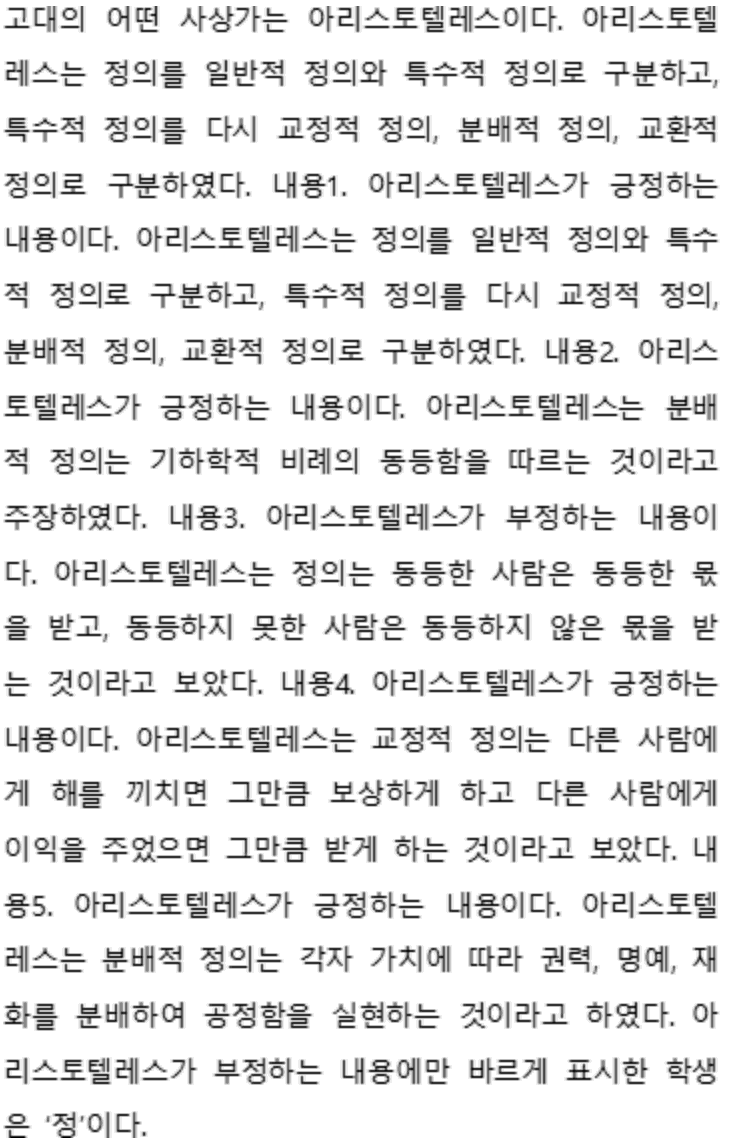 고대의 어떤 사상가는 아리스토텔레스이다. 아리스토텔
레스는 정의를 일반적 정의와 특수적 정의로 구분하고,
특수적 정의를 다시 교정적 정의, 분배적 정의, 교환적
정의로 구분하였다. 내용1. 아리스토텔레스가 긍정하는
내용이다. 아리스토텔레스는 정의를 일반적 정의와 특수
적 정의로 구분하고, 특수적 정의를 다시 교정적 정의,
분배적 정의, 교환적 정의로 구분하였다. 내용2. 아리스
토텔레스가 긍정하는 내용이다. 아리스토텔레스는 분배
적 정의는 기하학적 비례의 동등함을 따르는 것이라고
주장하였다. 내용3. 아리스토텔레스가 부정하는 내용이
다. 아리스토텔레스는 정의는 동등한 사람은 동등한 몫
을 받고, 동등하지 못한 사람은 동등하지 않은 몫을 받
는 것이라고 보았다. 내용4. 아리스토텔레스가 긍정하는
내용이다. 아리스토텔레스는 교정적 정의는 다른 사람에
게 해를 끼치면 그만큼 보상하게 하고 다른 사람에게
이익을 주었으면 그만큼 받게 하는 것이라고 보았다. 내
용5. 아리스토텔레스가 긍정하는 내용이다. 아리스토텔
레스는 분배적 정의는 각자 가치에 따라 권력, 명예, 재
화를 분배하여 공정함을 실현하는 것이라고 하였다. 아
리스토텔레스가 부정하는 내용에만 바르게 표시한 학생
은 ‘정’이다.